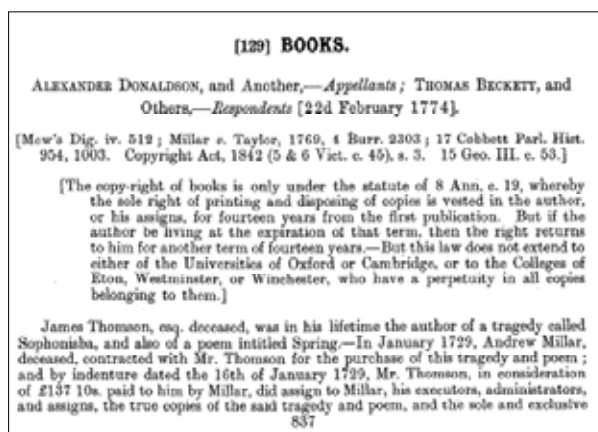 [129] BOOKS.
ALEXANDER DONALDSON, and Another,—Appellants; THOMAS BECKETT, and
Others,—Respondents [22d February 1774].
[Mew's Dig. iv. 512; Millar v. Taylor, 1769, 4 Burr. 2303; 17 Cobbett Parl. Hist.
954, 1003. Copyright Act, 1842 (5 & 6 Vict. c. 45), s. 3. 15 Geo. III. c. 53.]
[The copy-right of books is only under the statute of 8 Ann, c. 19, whereby
the sole right of printing and disposing of copies is vested in the author,
or his assigns, for fourteen years from the first publication. But if the
author be living at the expiration of that term, then the right returns
to him for another term of fourteen years.—But this law does not extend to
either of the Universities of Oxford or Cambridge, or to the Colleges of
Eton, Westminster, or Winchester, who have a perpetuity in all copies
belonging to them.]
James Thomson, esq. deceased, was in his lifetime the author of a tragedy called
Sophonisba, and also of a poem intitled Spring.—In January 1729, Andrew Millar,
deceased, contracted with Mr. Thomson for the purchase of this tragedy and poem;
and by indenture dated the 16th of January 1729, Mr. Thomson, in consideration
of £137 10s. paid to him by Millar, did assign to Millar, his executors, administrators,
and assigns, the true copies of the said tragedy and poem, and the sole and exclusive
837